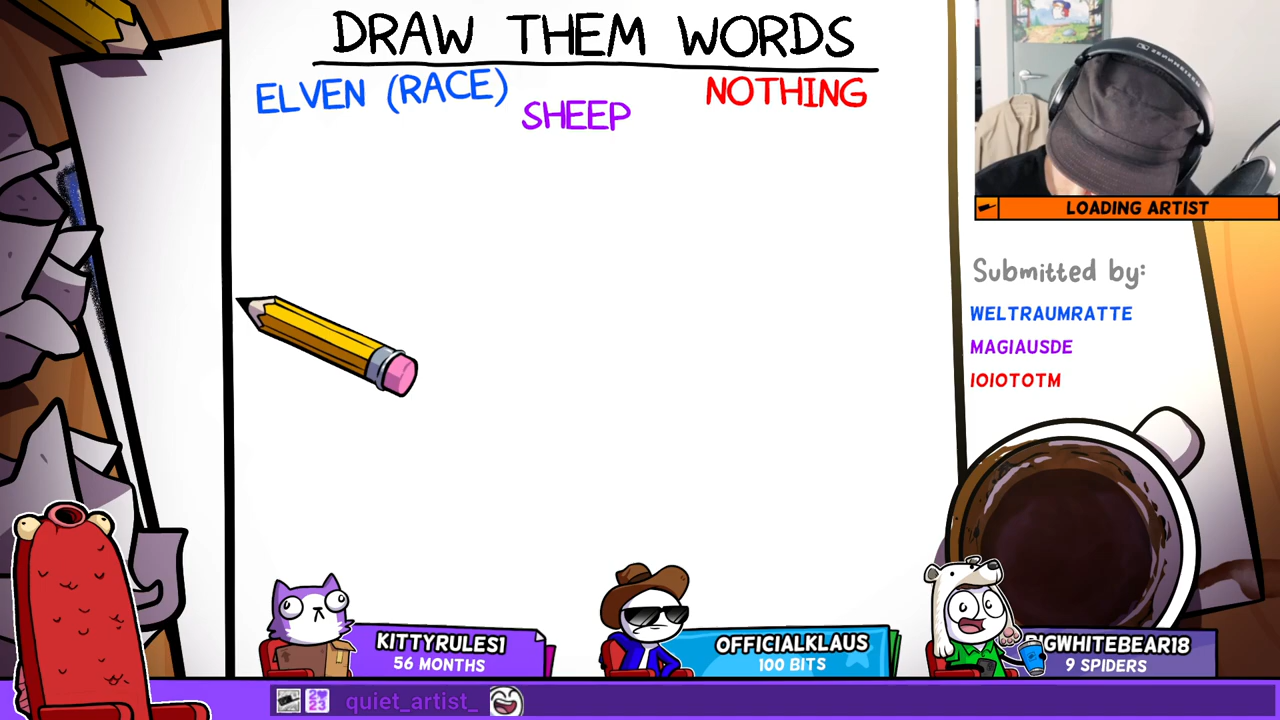 DRAW THEM WORDS
ELVEN (RACE)
SHEEP
NOTHING
LOADING ARTIST
Submitted by:
WELTRAUMRATTE
MAGIAUSDE
IOIOTOTM
KITTYRULES1
56 MONTHS
OFFICIALKLAUS
100 BITS
BIGWHITEBEAR18
9 SPIDERS
quiet_artist_